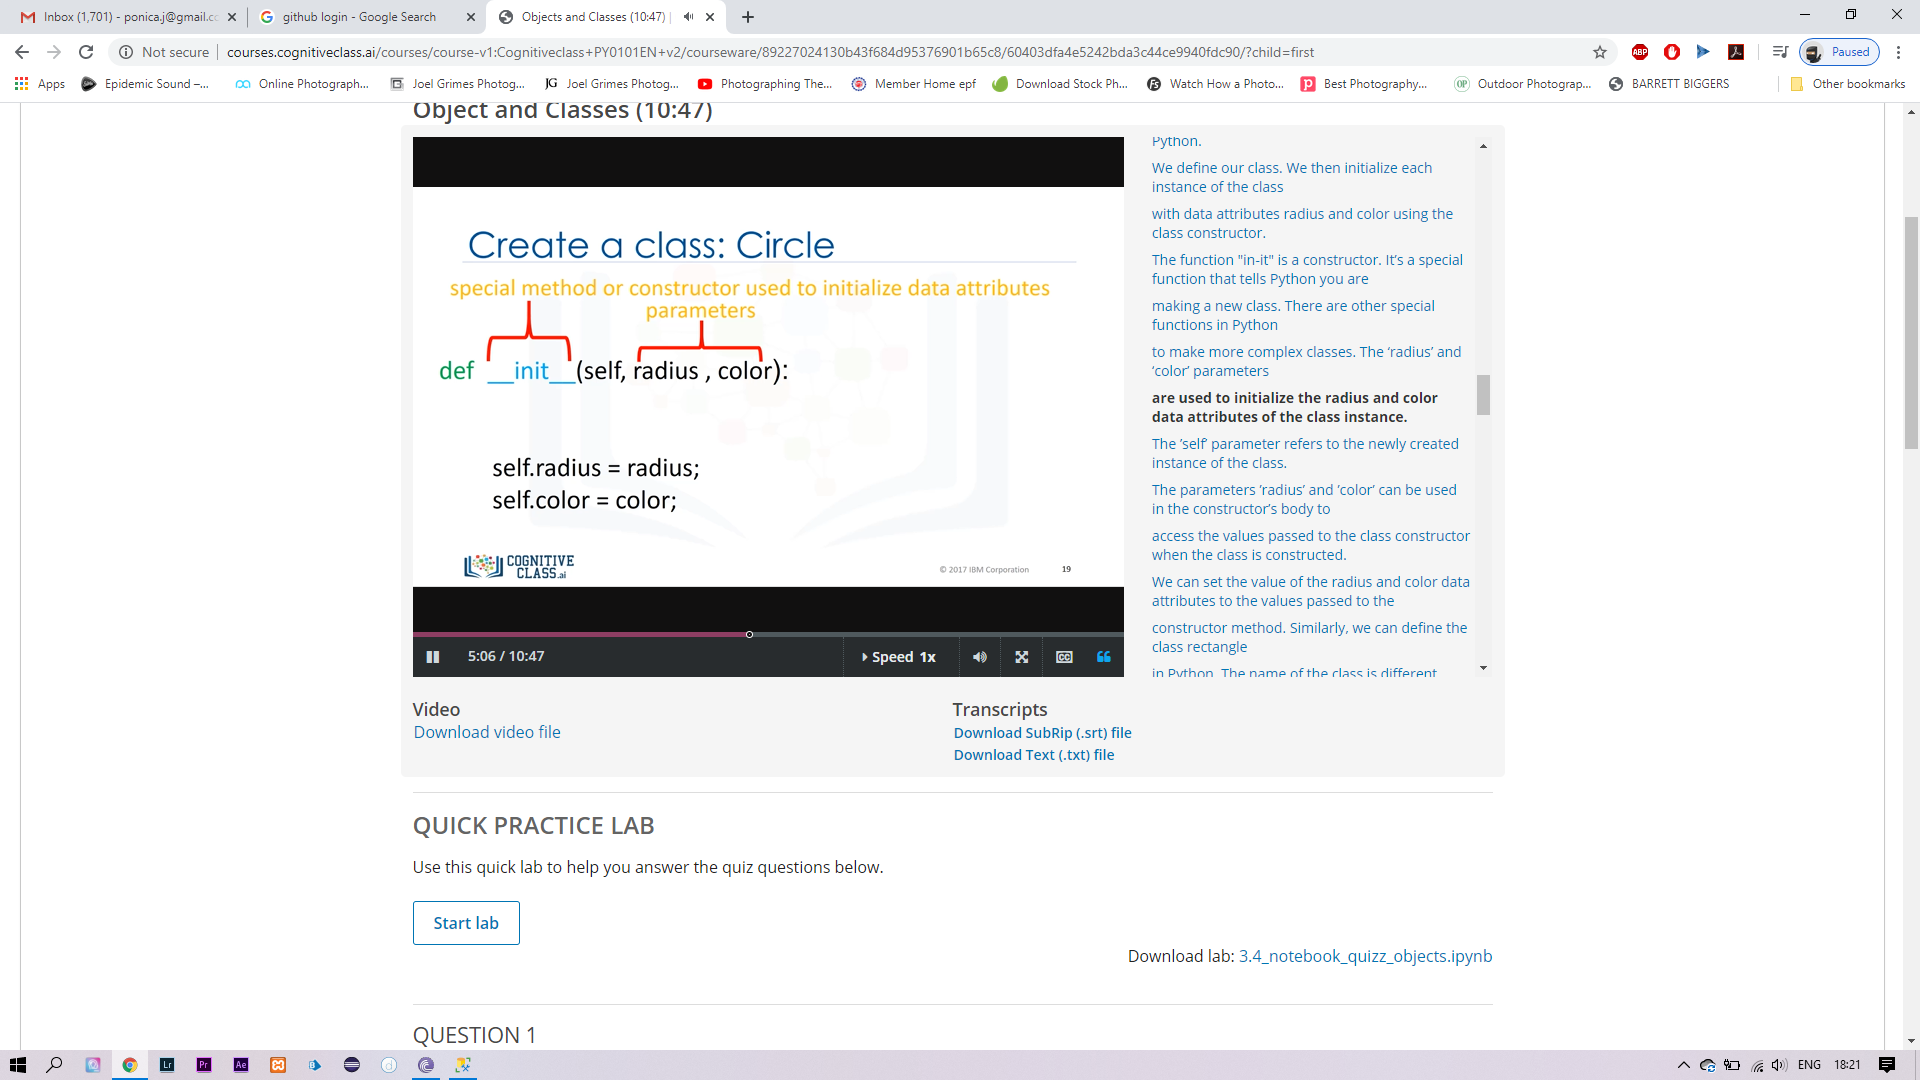 Inbox (1,701) - ponica.j@gmail.cc
github login - Google Search
Objects and Classes (10:47) |
Not secure
courses.cognitiveclass.ai/courses/course-v1:Cognitiveclass+PY0101EN+v2/courseware/89227024130b43f684d95376901b65c8/60403dfa4e5242bda3c44ce9940fdc90/?child=first
ABP
Paused
Apps
Epidemic Sound –...
Online Photograph...
Joel Grimes Photog...
JG Joel Grimes Photog...
Photographing The...
Member Home epf
Download Stock Ph...
Fs Watch How a Photo...
Best Photography...
OP Outdoor Photograp...
BARRETT BIGGERS
Other bookmarks
Object and Classes (10:47)
Create a class: Circle
special method or constructor used to initialize data attributes
parameters
def __init__(self, radius , color):
self.radius = radius;
self.color = color;
COGNITIVE
CLASS.ai
© 2017 IBM Corporation
19
5:06 / 10:47
Speed 1x
CC
Python.
We define our class. We then initialize each
instance of the class
with data attributes radius and color using the
class constructor.
The function "in-it" is a constructor. It’s a special
function that tells Python you are
making a new class. There are other special
functions in Python
to make more complex classes. The ‘radius’ and
‘color’ parameters
are used to initialize the radius and color
data attributes of the class instance.
The ’self’ parameter refers to the newly created
instance of the class.
The parameters ’radius’ and ‘color’ can be used
in the constructor’s body to
access the values passed to the class constructor
when the class is constructed.
We can set the value of the radius and color data
attributes to the values passed to the
constructor method. Similarly, we can define the
class rectangle
in Python. The name of the class is different.
Video
Download video file
Transcripts
Download SubRip (.srt) file
Download Text (.txt) file
QUICK PRACTICE LAB
Use this quick lab to help you answer the quiz questions below.
Start lab
Download lab: 3.4_notebook_quizz_objects.ipynb
QUESTION 1
Lr
Pr
Ae
ENG
18:21